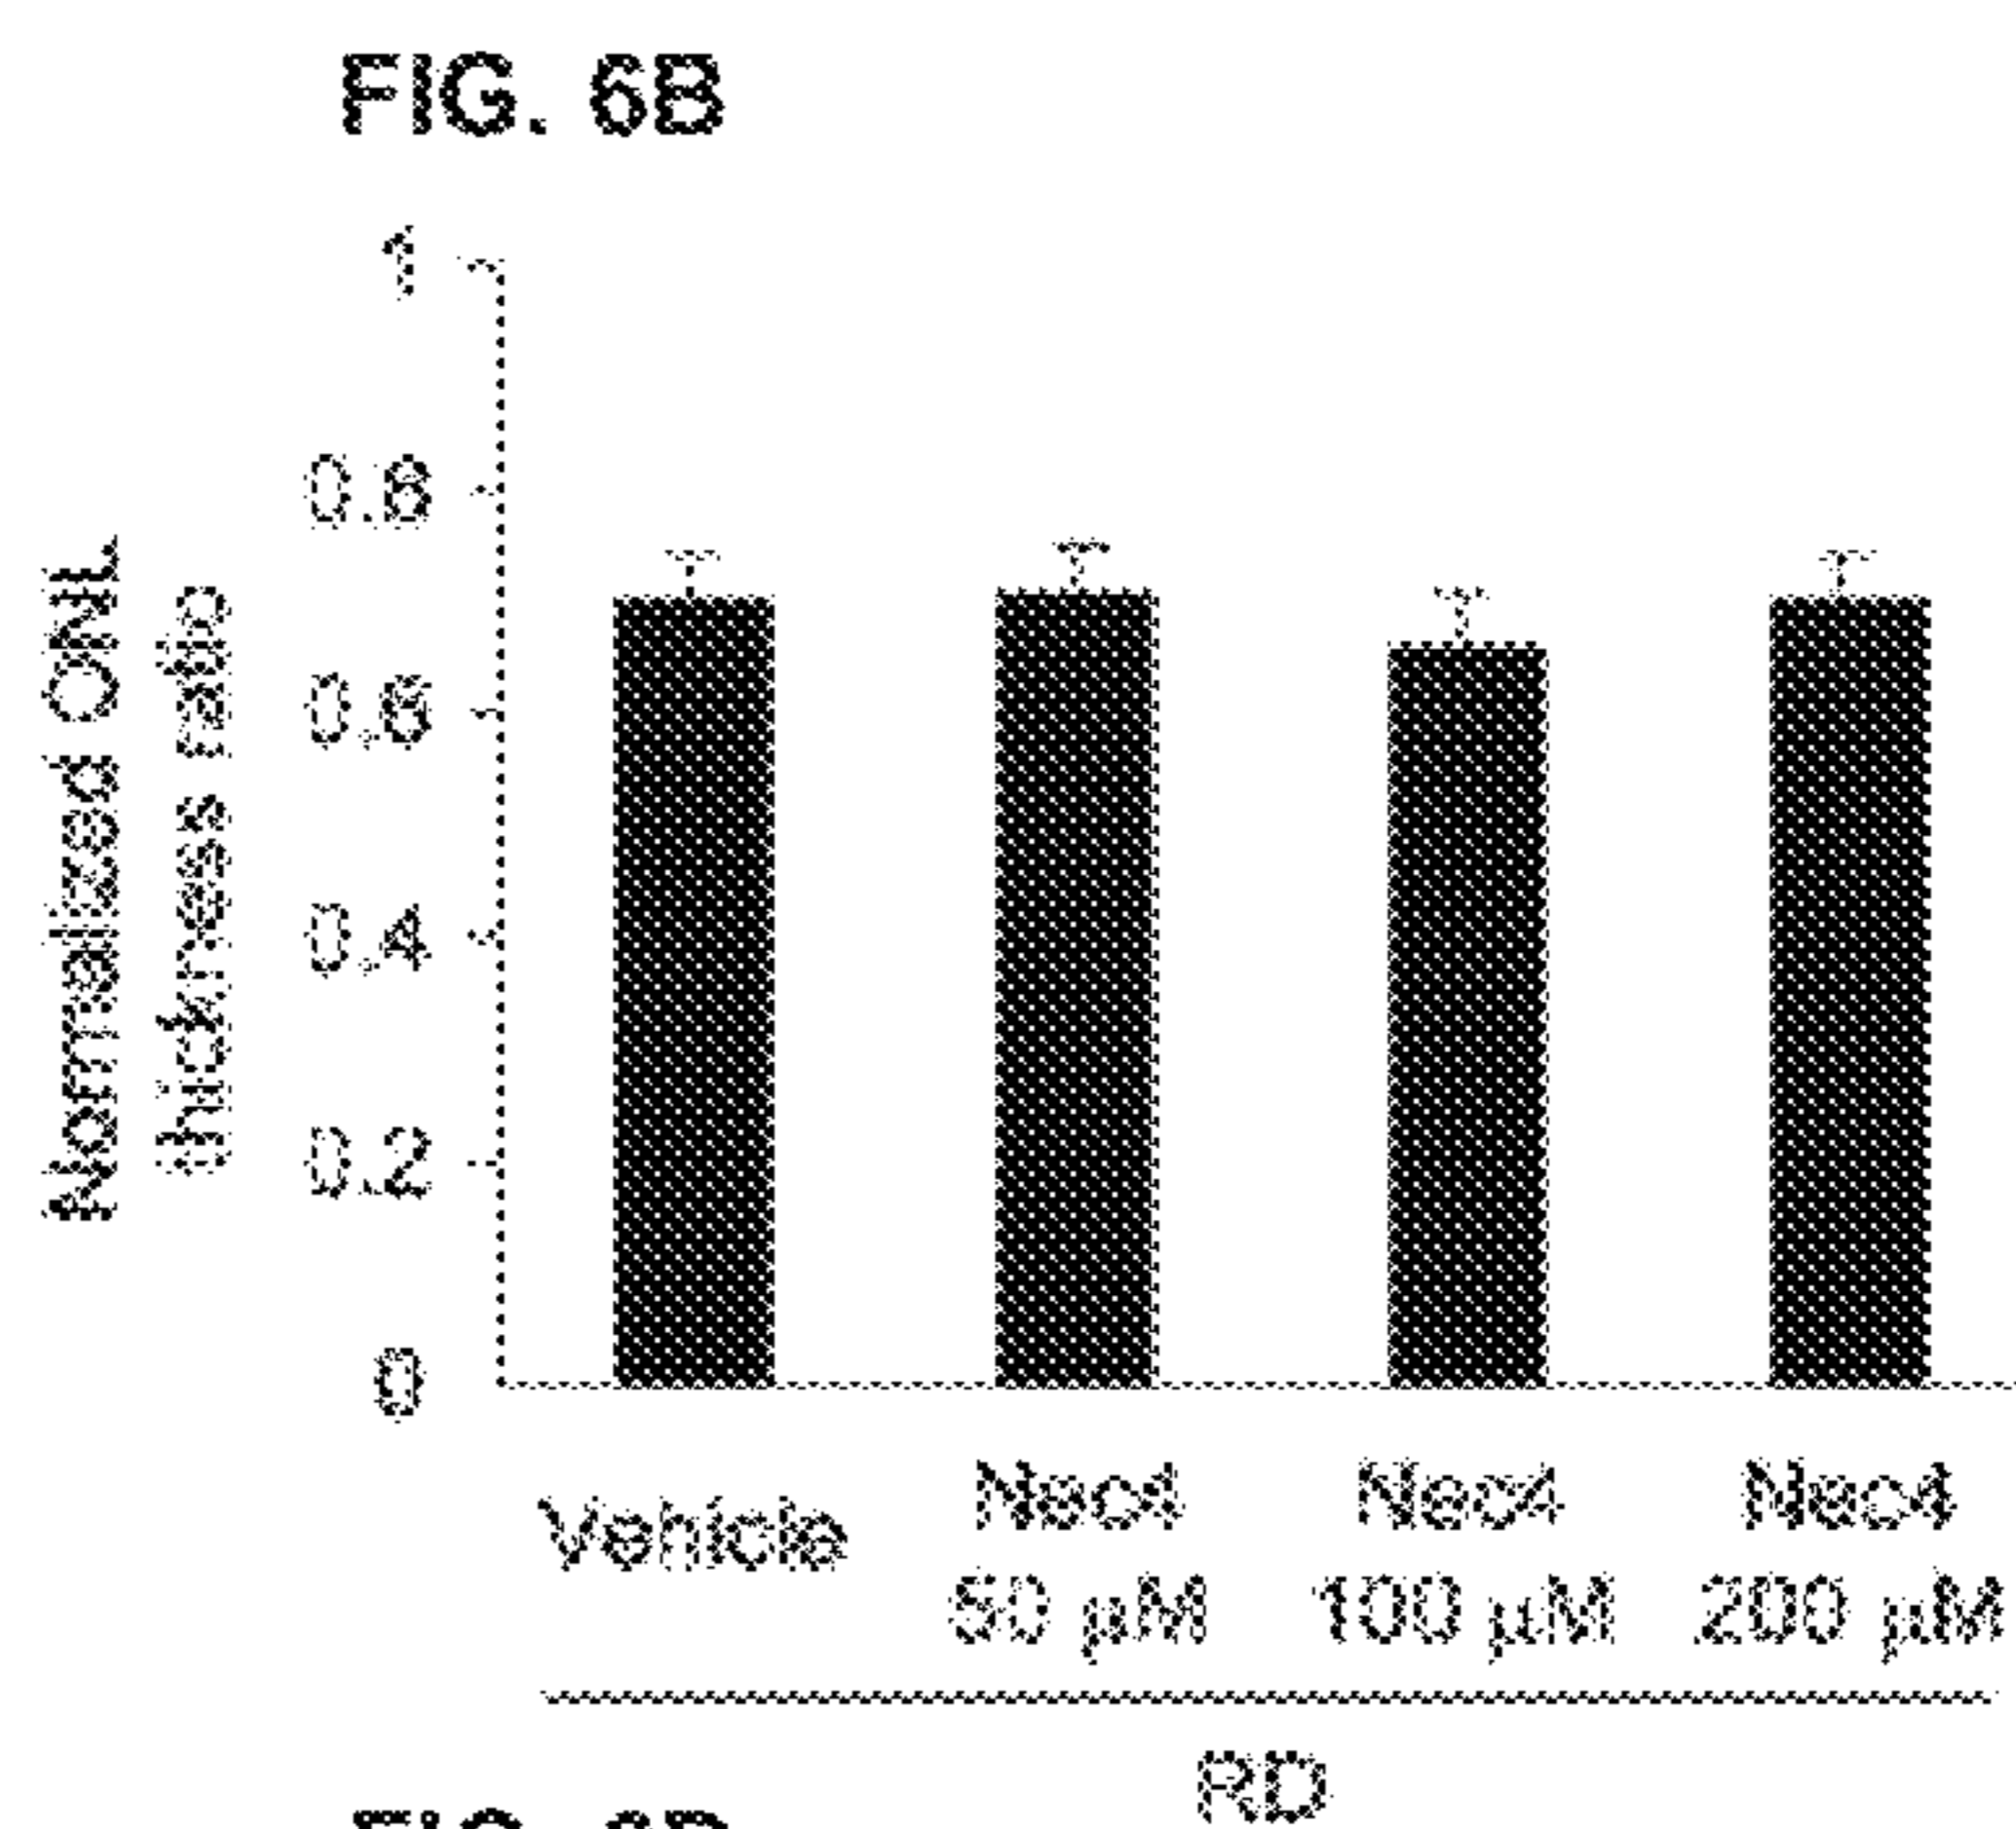 FIG. 6B
1
0.8
0.6
0.4
0.2
0
Normalized ONL
thickness ratio
Vehicle
Nec4
50 μM
Nec4
100 μM
Nec4
200 μM
RD